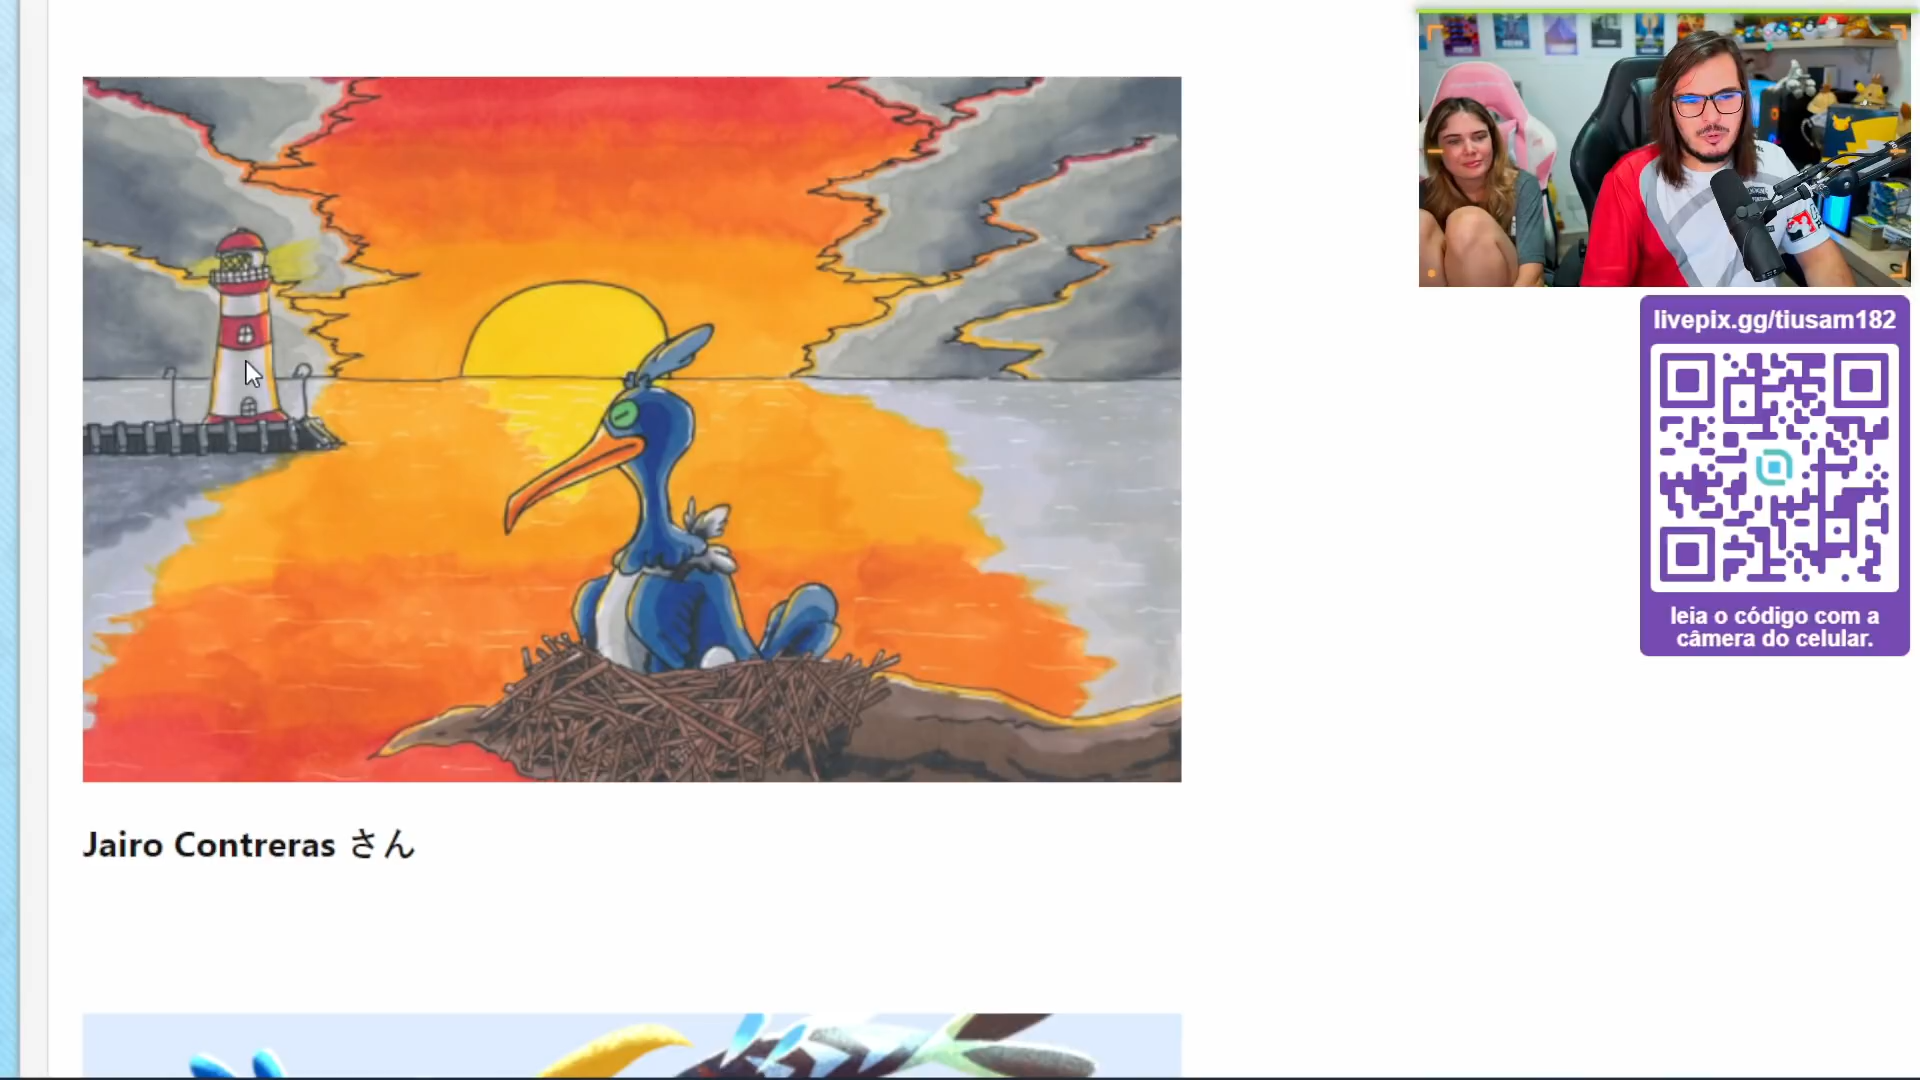 livepix.gg/tiusam182
leia o código com a
câmera do celular.
Jairo Contreras さん